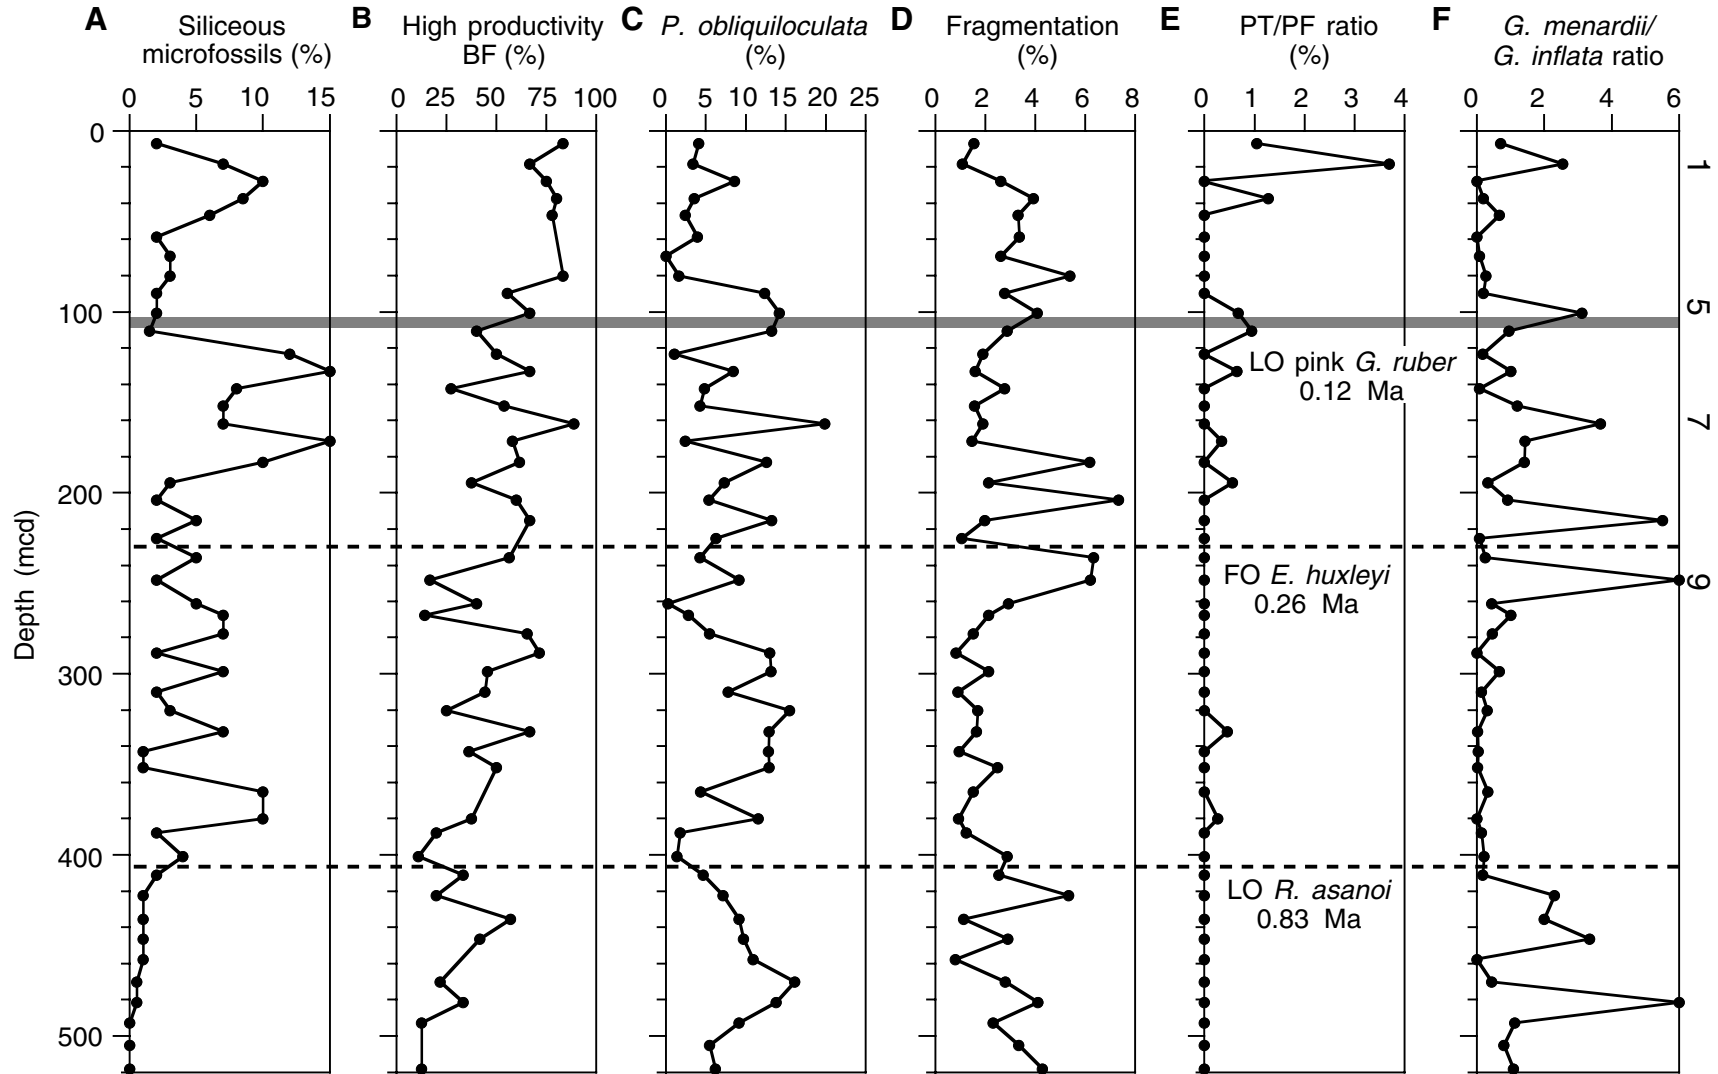 A Siliceous microfossils (%)
B High productivity BF (%)
C P. obliquiloculata (%)
D Fragmentation (%)
E PT/PF ratio (%)
F G. menardii/ G. inflata ratio
0 5 10 15
0 25 50 75 100
0 5 10 15 20 25
0 2 4 6 8
0 1 2 3 4
0 2 4 6
0
1
100
5
LO pink G. ruber
0.12 Ma
7
200
FO E. huxleyi
0.26 Ma
9
Depth (mcd)
300
400
LO R. asanoi
0.83 Ma
500